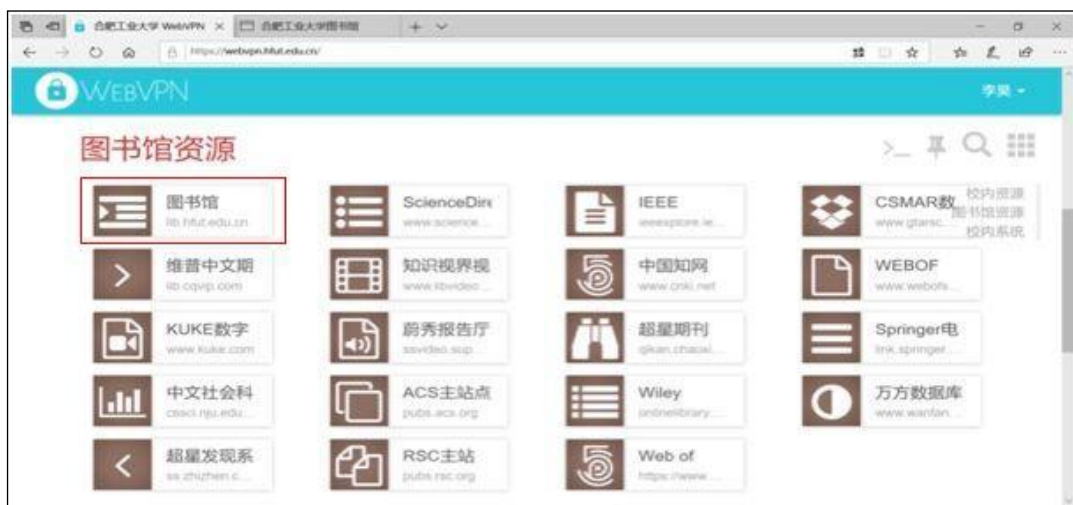 合肥工业大学 WebVPN
合肥工业大学图书馆
https://webvpn.hfut.edu.cn/
WEBVPN
李昊
图书馆资源
校内资源
图书馆资源
校内系统
图书馆
lib.hfut.edu.cn
ScienceDire
www.science...
IEEE
ieeexplore.ie...
CSMAR数
www.gtarsc...
维普中文期
lib.cqvip.com
知识视界视
www.libvideo...
中国知网
www.cnki.net
WEBOF
www.webofs...
KUKE数字
www.kuke.com
蔚秀报告厅
ssvideo.sup...
超星期刊
qikan.chaoxi...
Springer电
link.springer...
中文社会科
cssci.nju.edu...
ACS主站点
pubs.acs.org
Wiley
onlinelibrary...
万方数据库
www.wanfan...
超星发现系
ss.zhizhen.c...
RSC主站
pubs.rsc.org
Web of
https://www...